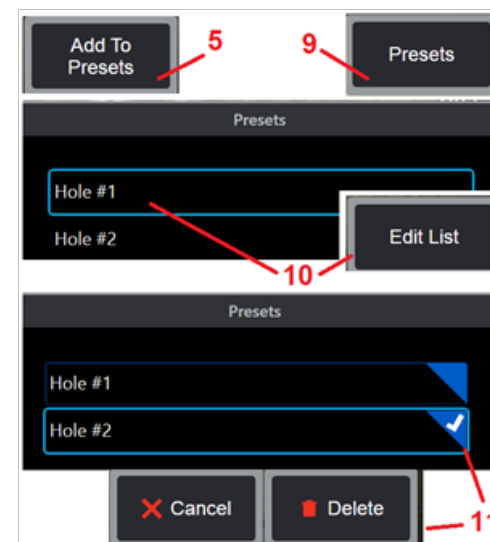 Add To
Presets
5
9
Presets
Presets
Hole #1
Hole #2
Edit List
10
Presets
Hole #1
Hole #2
Cancel
Delete
11